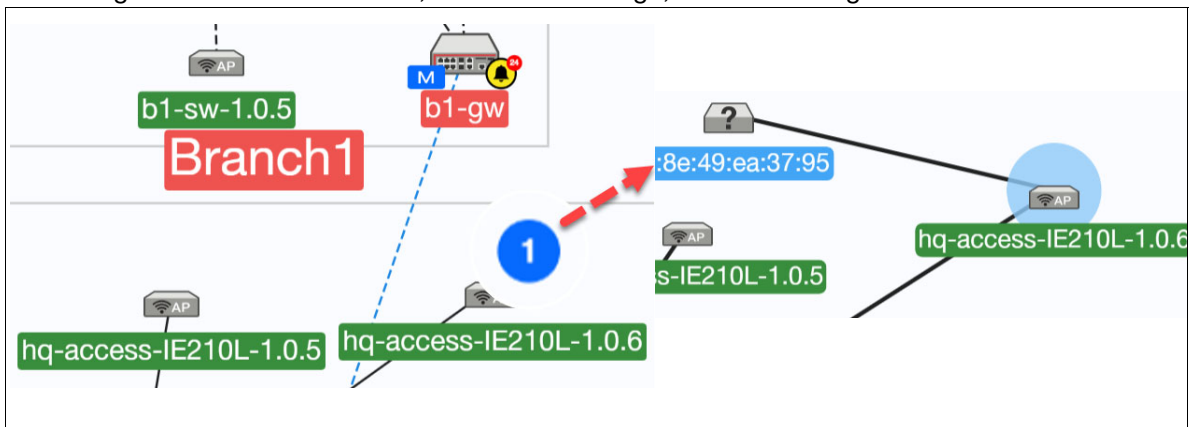 AP
b1-sw-1.0.5
M
24
b1-gw
Branch1
1
AP
hq-access-IE210L-1.0.5
hq-access-IE210L-1.0.6
?
:8e:49:ea:37:95
AP
s-IE210L-1.0.5
AP
hq-access-IE210L-1.0.6